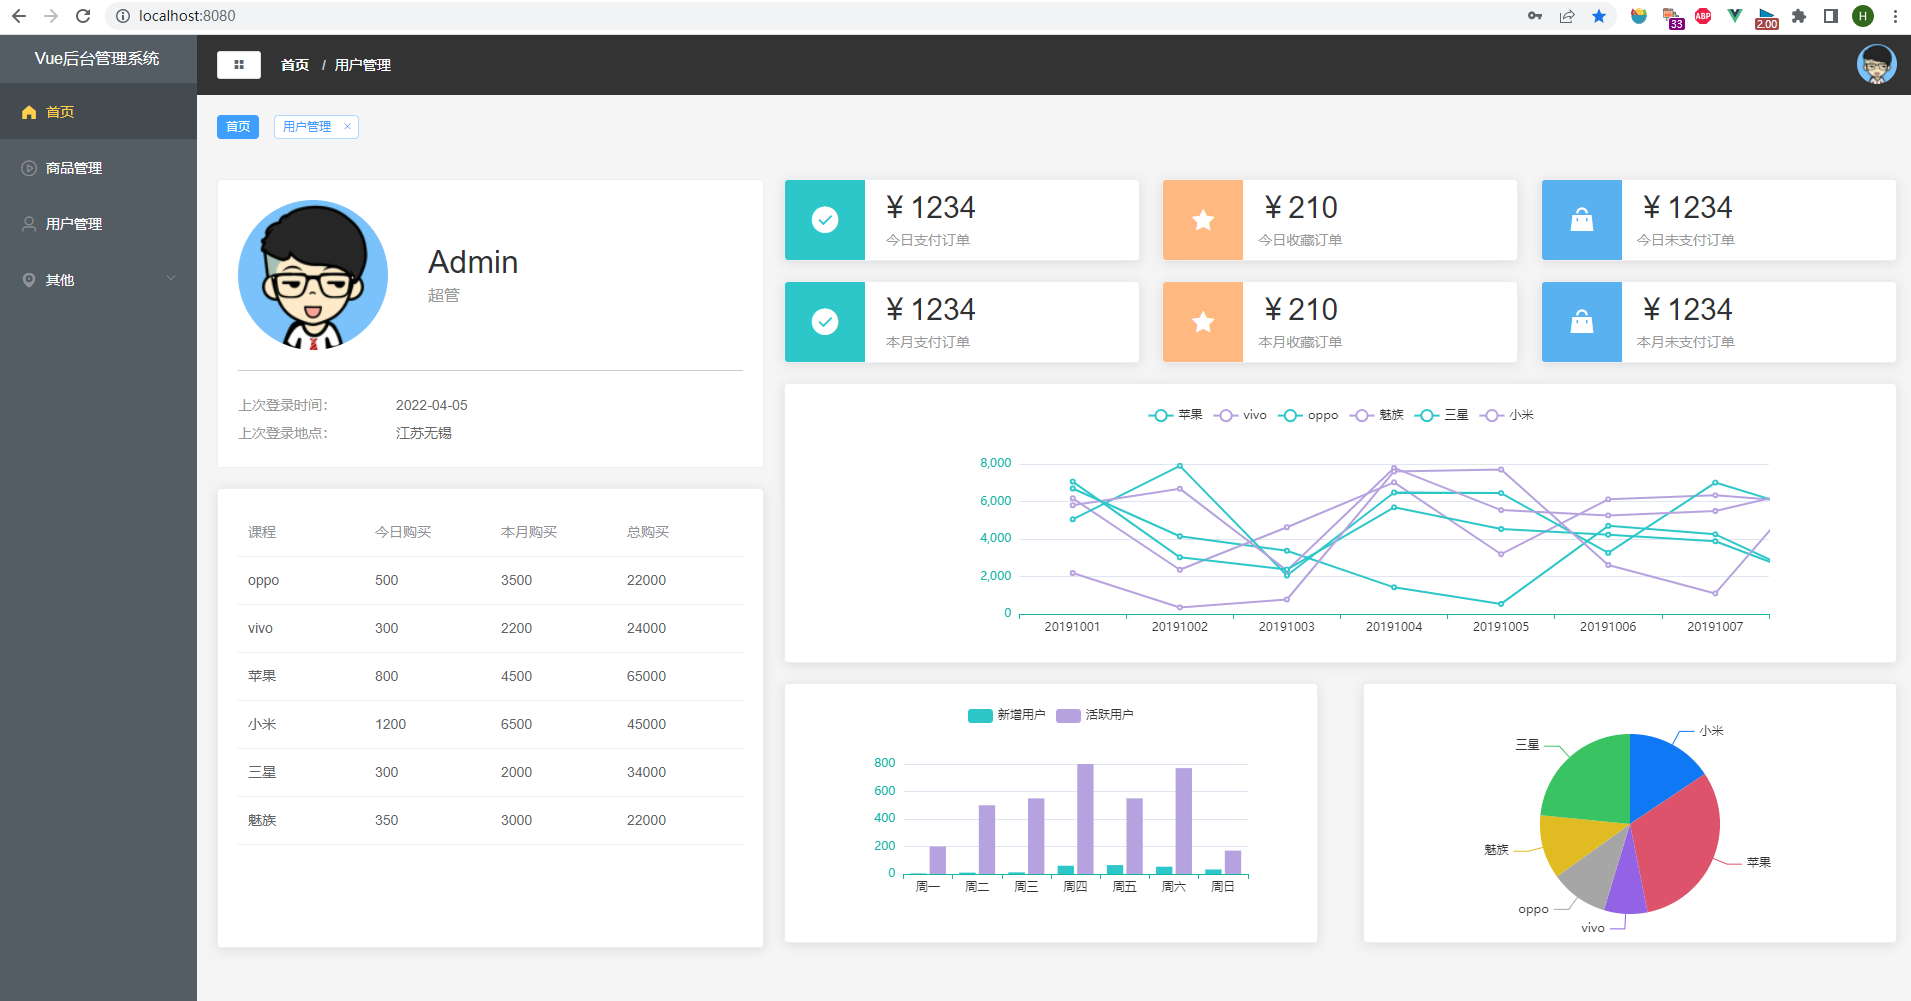 localhost:8080
33
ABP
2.00
H
Vue后台管理系统
首页 / 用户管理
首页
商品管理
用户管理
其他
首页 用户管理 ×
Admin
超管
上次登录时间： 2022-04-05
上次登录地点： 江苏无锡
¥ 1234
今日支付订单
¥ 210
今日收藏订单
¥ 1234
今日未支付订单
¥ 1234
本月支付订单
¥ 210
本月收藏订单
¥ 1234
本月未支付订单
课程 今日购买 本月购买 总购买
oppo 500 3500 22000
vivo 300 2200 24000
苹果 800 4500 65000
小米 1200 6500 45000
三星 300 2000 34000
魅族 350 3000 22000
苹果 vivo oppo 魅族 三星 小米
8,000
6,000
4,000
2,000
0
20191001 20191002 20191003 20191004 20191005 20191006 20191007
新增用户 活跃用户
800
600
400
200
0
周一 周二 周三 周四 周五 周六 周日
小米
三星
魅族
苹果
oppo
vivo